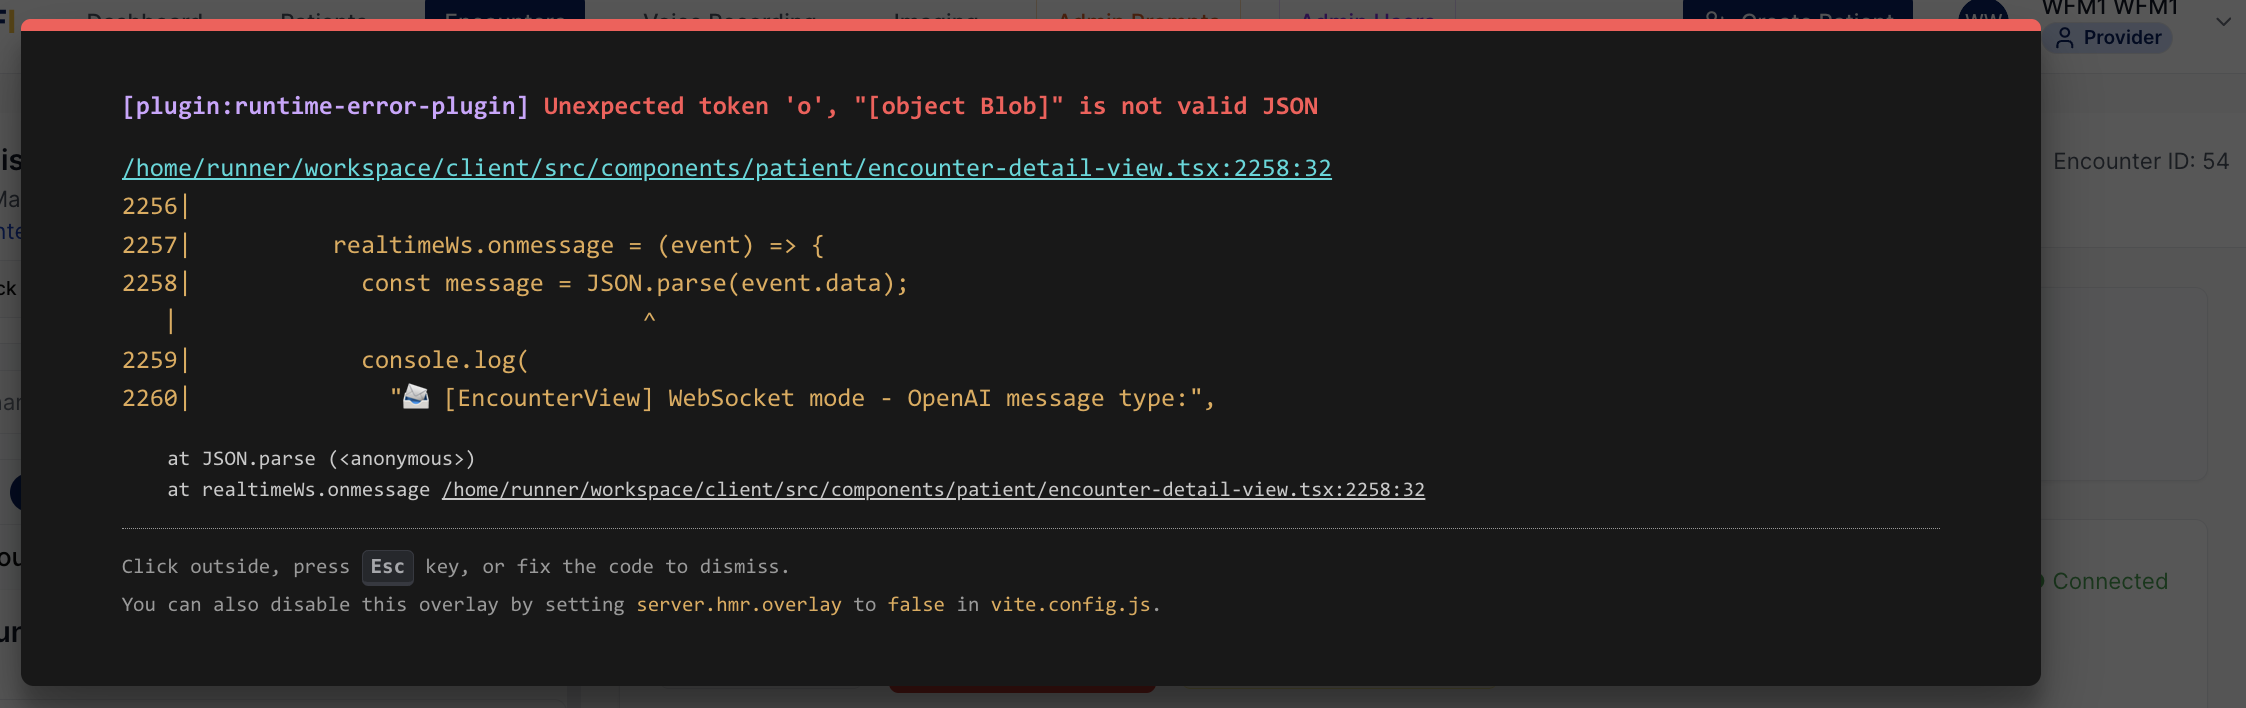 WFM1 WFM1
Provider
[plugin:runtime-error-plugin] Unexpected token 'o', "[object Blob]" is not valid JSON
/home/runner/workspace/client/src/components/patient/encounter-detail-view.tsx:2258:32
Encounter ID: 54
2256|
2257| realtimeWs.onmessage = (event) => {
2258| const message = JSON.parse(event.data);
| ^
2259| console.log(
2260| "📨 [EncounterView] WebSocket mode - OpenAI message type:",
at JSON.parse (<anonymous>)
at realtimeWs.onmessage /home/runner/workspace/client/src/components/patient/encounter-detail-view.tsx:2258:32
Click outside, press Esc key, or fix the code to dismiss.
Connected
You can also disable this overlay by setting server.hmr.overlay to false in vite.config.js.